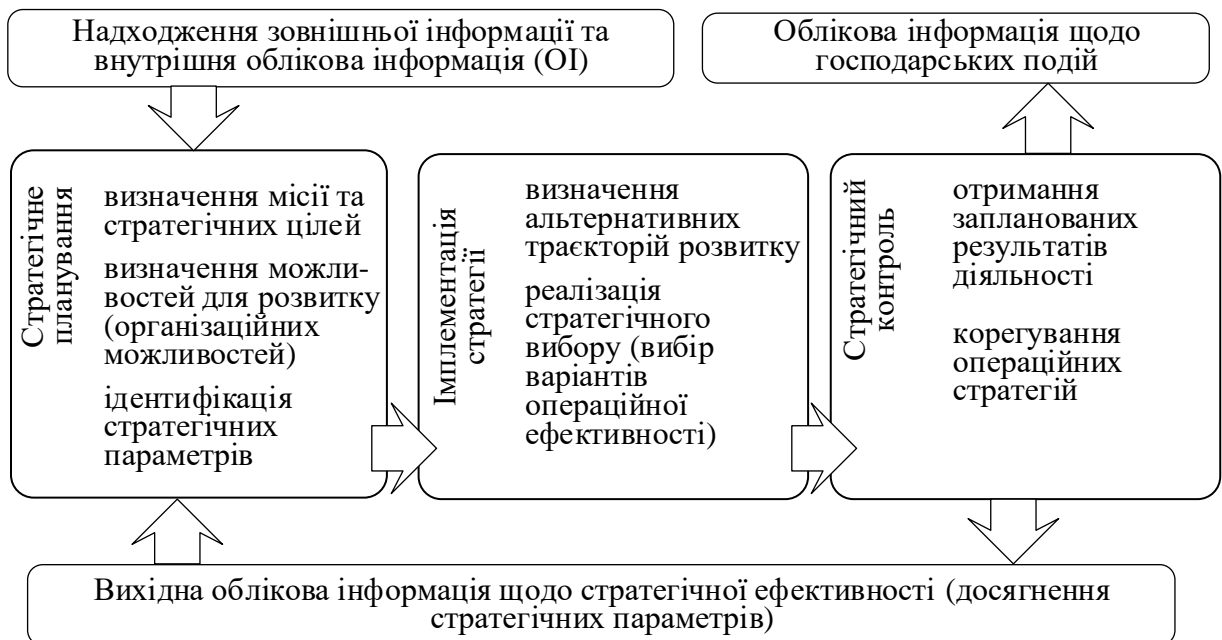 Надходження зовнішньої інформації та
внутрішня облікова інформація (ОІ)
Облікова інформація щодо
господарських подій
Стратегічне
планування
визначення місії та
стратегічних цілей
визначення можли-
востей для розвитку
(організаційних
можливостей)
ідентифікація
стратегічних
параметрів
Імплементація
стратегії
визначення
альтернативних
траєкторій розвитку
реалізація
стратегічного
вибору (вибір
варіантів
операційної
ефективності)
Стратегічний
контроль
отримання
запланованих
результатів
діяльності
корегування
операційних
стратегій
Вихідна облікова інформація щодо стратегічної ефективності (досягнення
стратегічних параметрів)